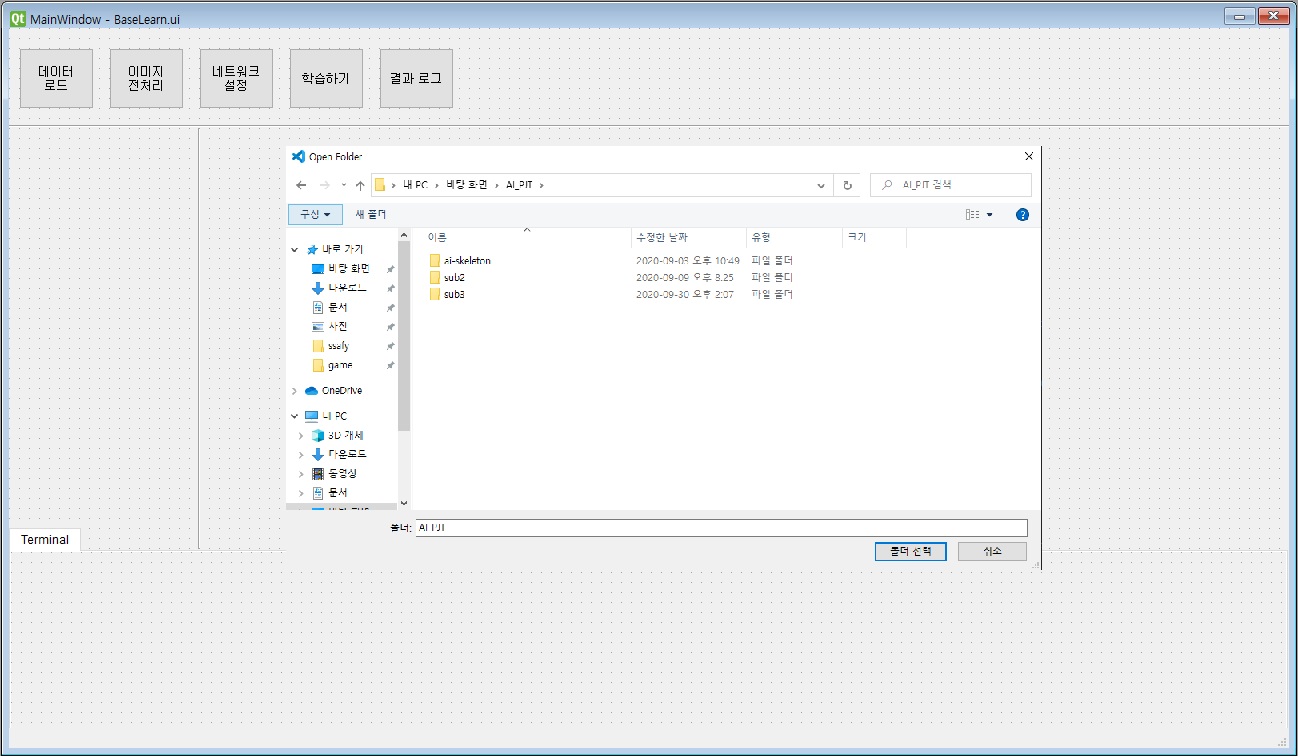 MainWindow - BaseLearn.ui
데이터
로드
이미지
전처리
네트워크
설정
학습하기
결과 로그
Open Folder
내 PC › 바탕 화면 › AI_PJT ›
AI_PJT 검색
구성
새 폴더
이름 수정한 날짜 유형 크기
바로 가기
바탕 화면
다운로드
문서
사진
ssafy
game
OneDrive
내 PC
3D 개체
다운로드
동영상
문서
ai-skeleton 2020-09-03 오후 10:49 파일 폴더
sub2 2020-09-09 오후 8:25 파일 폴더
sub3 2020-09-30 오후 2:07 파일 폴더
폴더: AI_PJT
폴더 선택
취소
Terminal